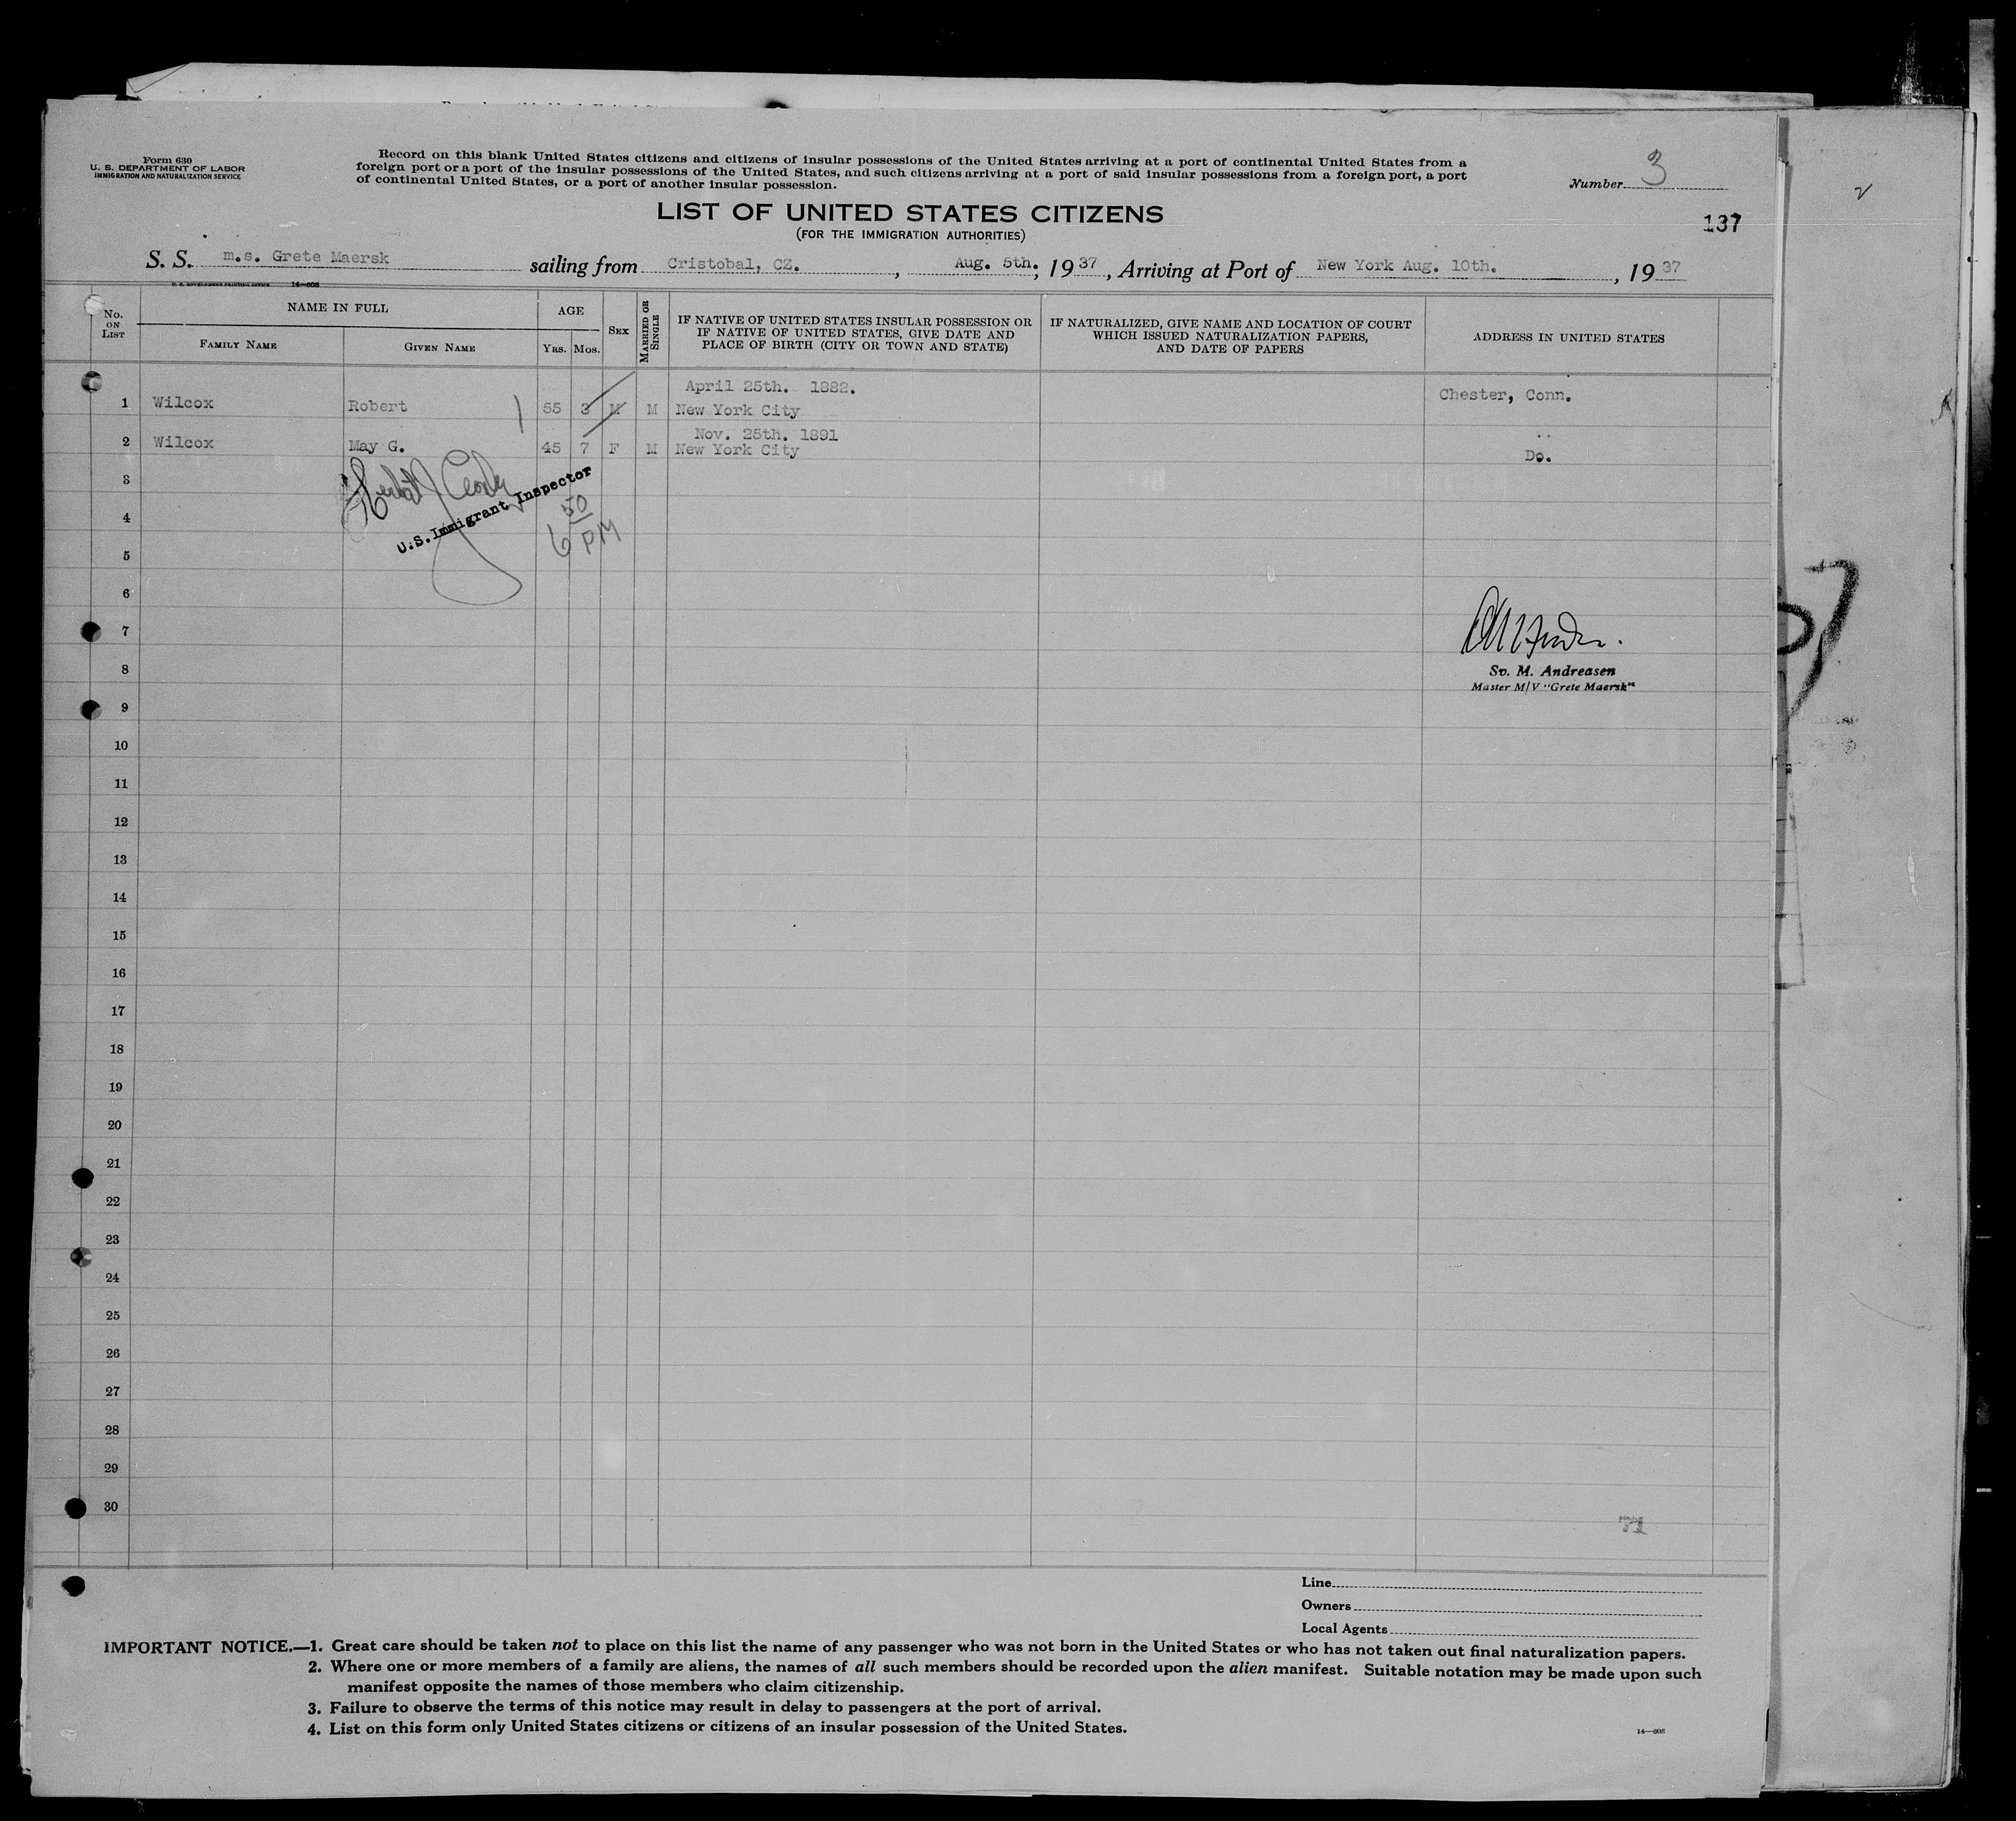 Form 630
U. S. DEPARTMENT OF LABOR
IMMIGRATION AND NATURALIZATION SERVICE
Record on this blank United States citizens and citizens of insular possessions of the United States arriving at a port of continental United States from a
foreign port or a port of the insular possessions of the United States, and such citizens arriving at a port of said insular possessions from a foreign port, a port
of continental United States, or a port of another insular possession.
Number 3
LIST OF UNITED STATES CITIZENS
137
(FOR THE IMMIGRATION AUTHORITIES)
S. S. m.s. Grete Maersk sailing from Cristobal, CZ., Aug. 5th., 1937, Arriving at Port of New York Aug. 10th., 1937
U. S. GOVERNMENT PRINTING OFFICE 14—608
No. ON LIST
NAME IN FULL
FAMILY NAME
GIVEN NAME
AGE
YRS. MOS.
SEX
MARRIED OR SINGLE
IF NATIVE OF UNITED STATES INSULAR POSSESSION OR
IF NATIVE OF UNITED STATES, GIVE DATE AND
PLACE OF BIRTH (CITY OR TOWN AND STATE)
IF NATURALIZED, GIVE NAME AND LOCATION OF COURT
WHICH ISSUED NATURALIZATION PAPERS,
AND DATE OF PAPERS
ADDRESS IN UNITED STATES
April 25th. 1882.
1 Wilcox Robert 55 3 M M New York City Chester, Conn.
Nov. 25th. 1891
2 Wilcox May G. 45 7 F M New York City Do.
U.S. Immigrant Inspector
6 50 PM
3
4
5
6
7
8
Sv. M. Andreasen
Master M/V "Grete Maersk"
9
10
11
12
13
14
15
16
17
18
19
20
21
22
23
24
25
26
27
28
29
30
Line
Owners
Local Agents
IMPORTANT NOTICE.—1. Great care should be taken not to place on this list the name of any passenger who was not born in the United States or who has not taken out final naturalization papers.
2. Where one or more members of a family are aliens, the names of all such members should be recorded upon the alien manifest. Suitable notation may be made upon such
manifest opposite the names of those members who claim citizenship.
3. Failure to observe the terms of this notice may result in delay to passengers at the port of arrival.
4. List on this form only United States citizens or citizens of an insular possession of the United States.
14—608